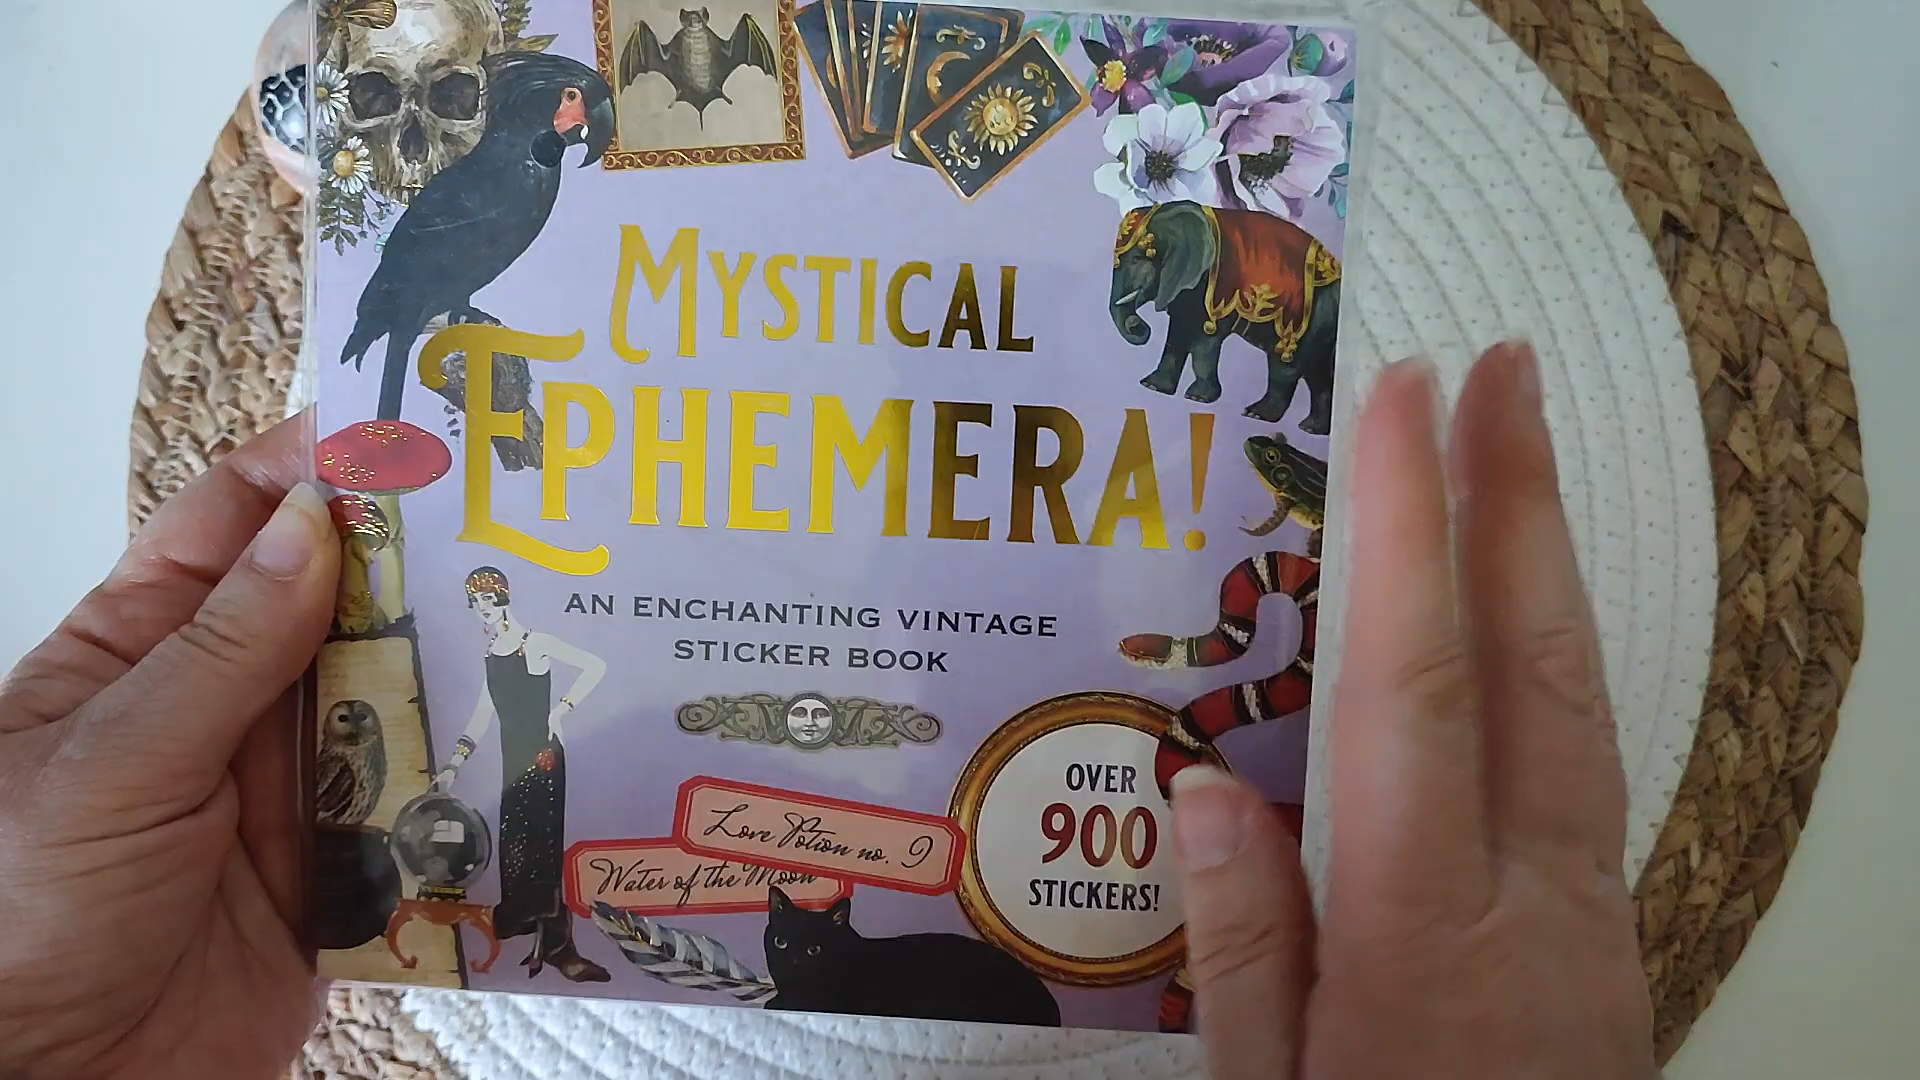 MYSTICAL
EPHEMERA!
AN ENCHANTING VINTAGE
STICKER BOOK
Love Potion no. 9
Water of the Moon
OVER
900
STICKERS!